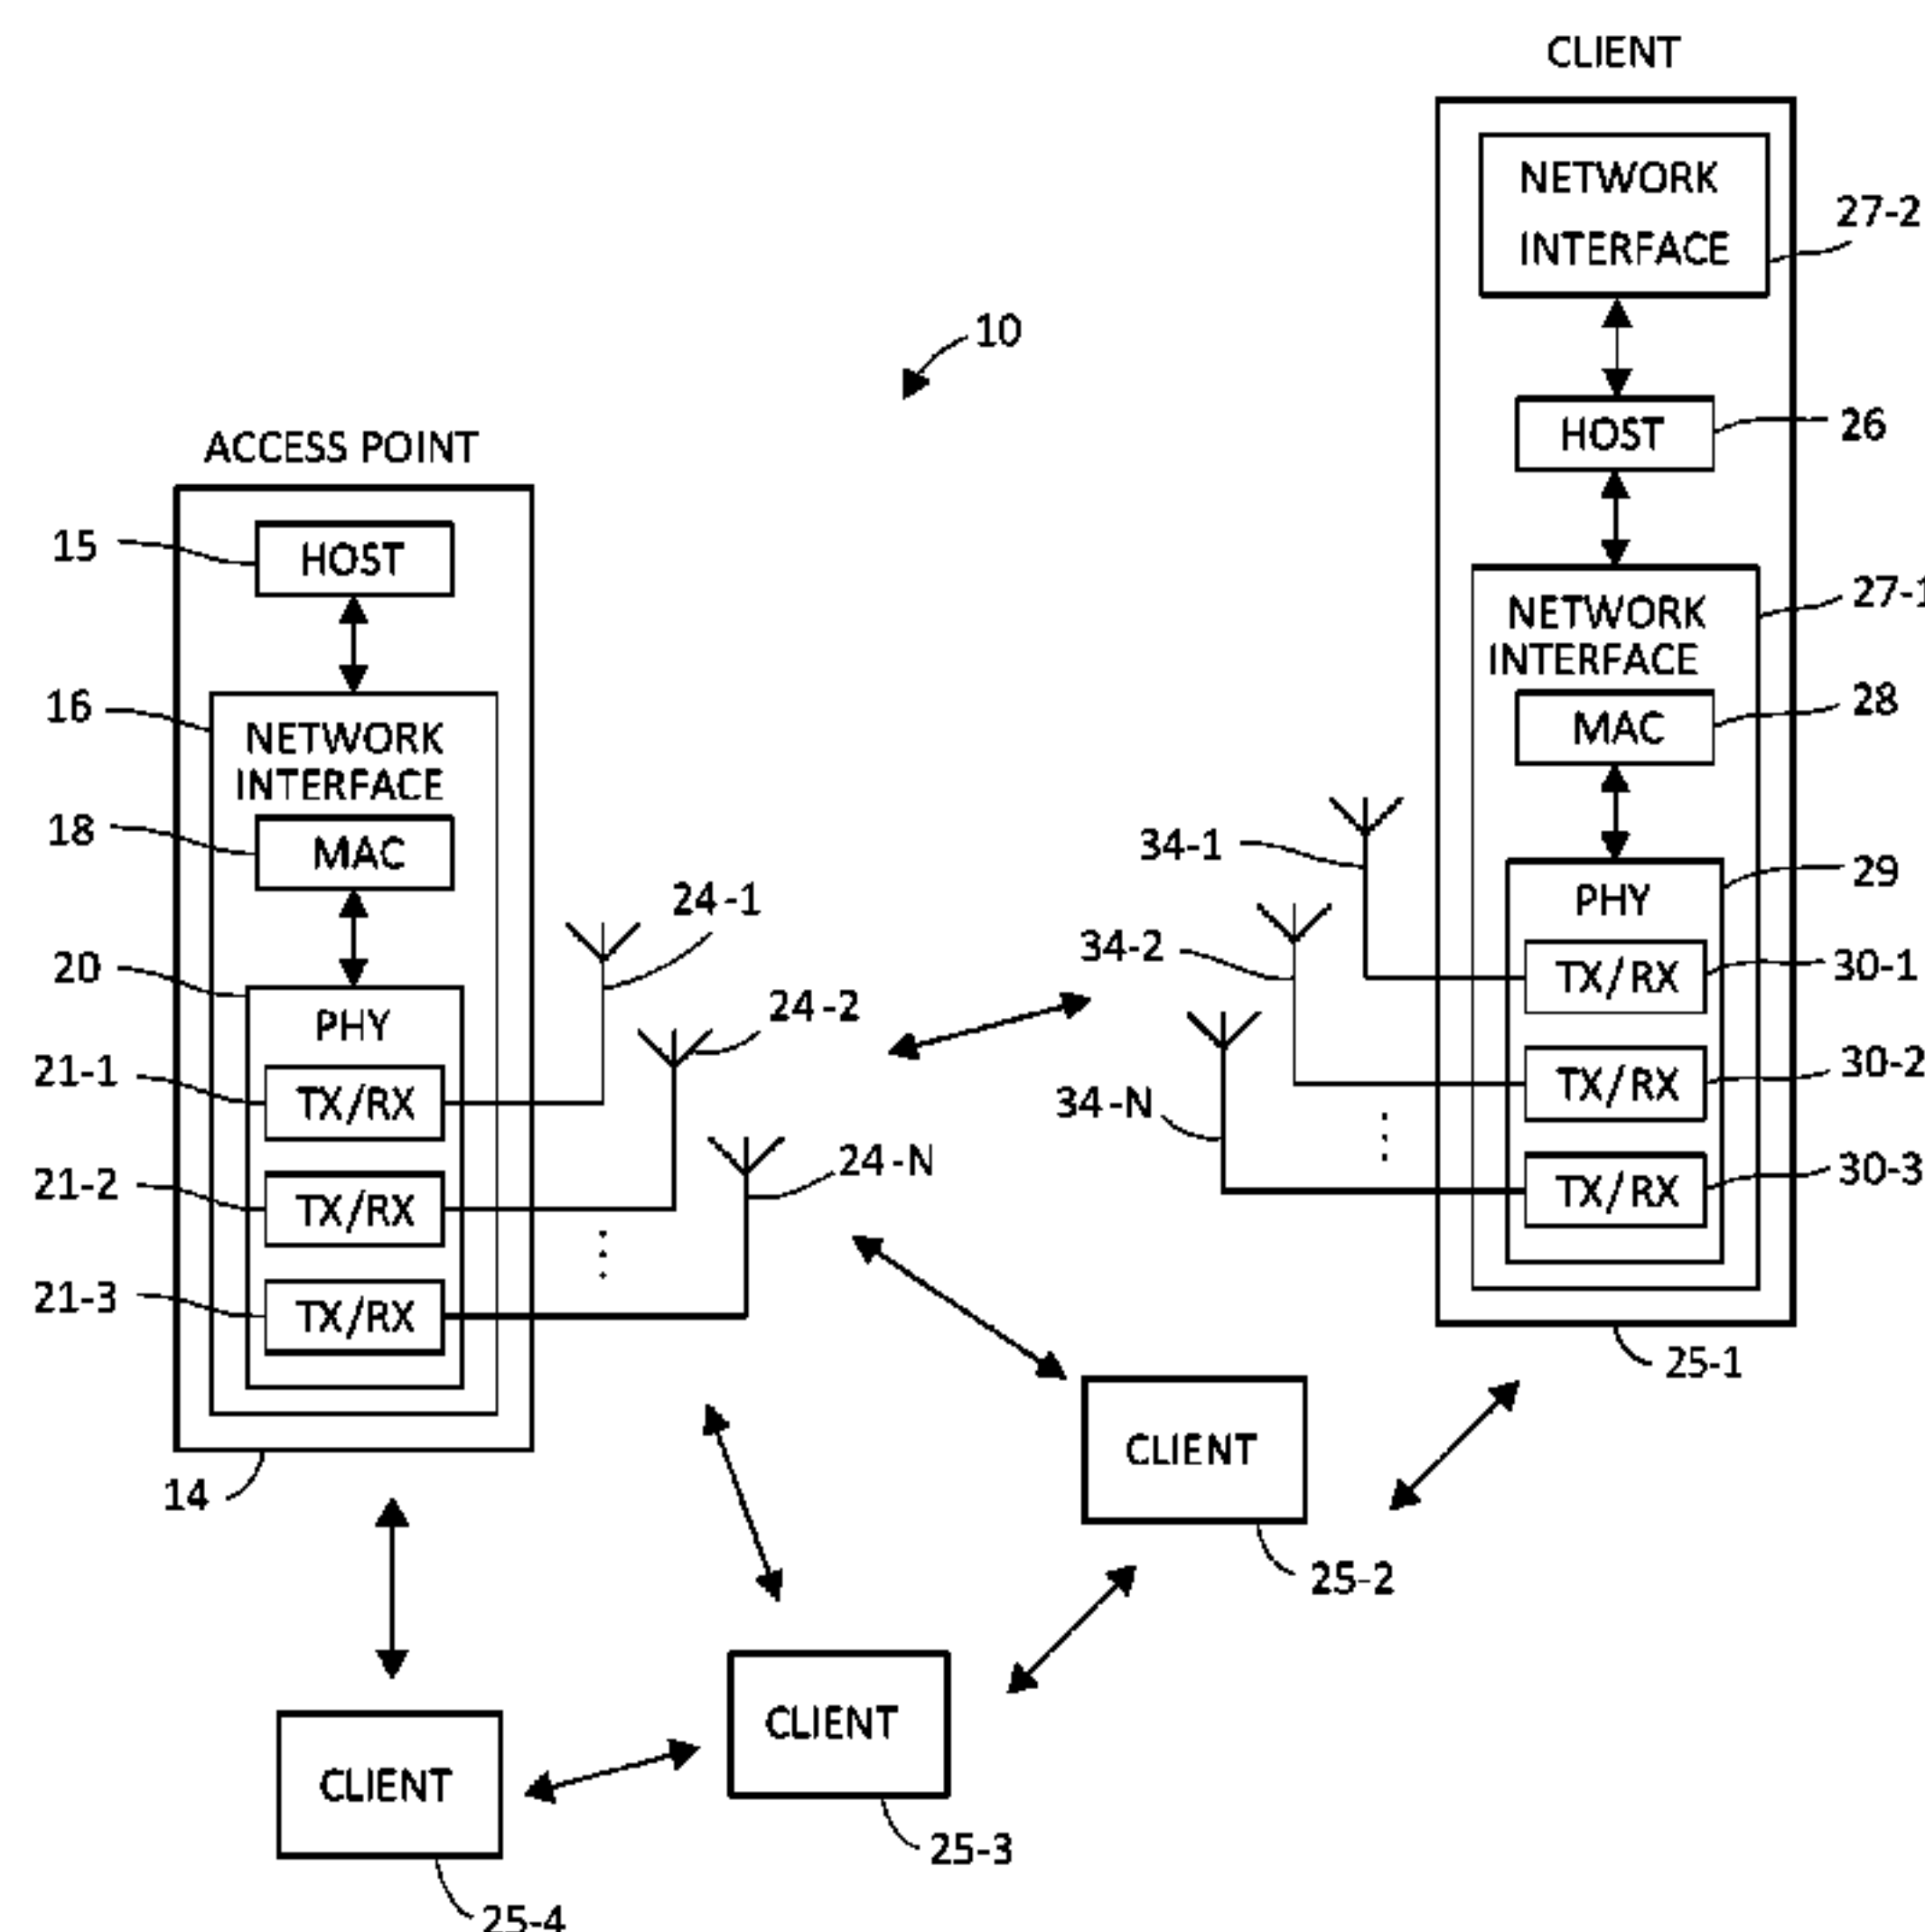 CLIENT
NETWORK
INTERFACE
27-2
10
HOST
26
ACCESS POINT
15
HOST
NETWORK
INTERFACE
27-1
16
NETWORK
INTERFACE
MAC
28
18
MAC
34-1
24-1
PHY
29
34-2
20
TX/RX
30-1
24-2
PHY
21-1
TX/RX
34-N
TX/RX
30-2
24-N
21-2
TX/RX
TX/RX
30-3
21-3
TX/RX
25-1
CLIENT
14
25-2
CLIENT
CLIENT
25-3
25-4